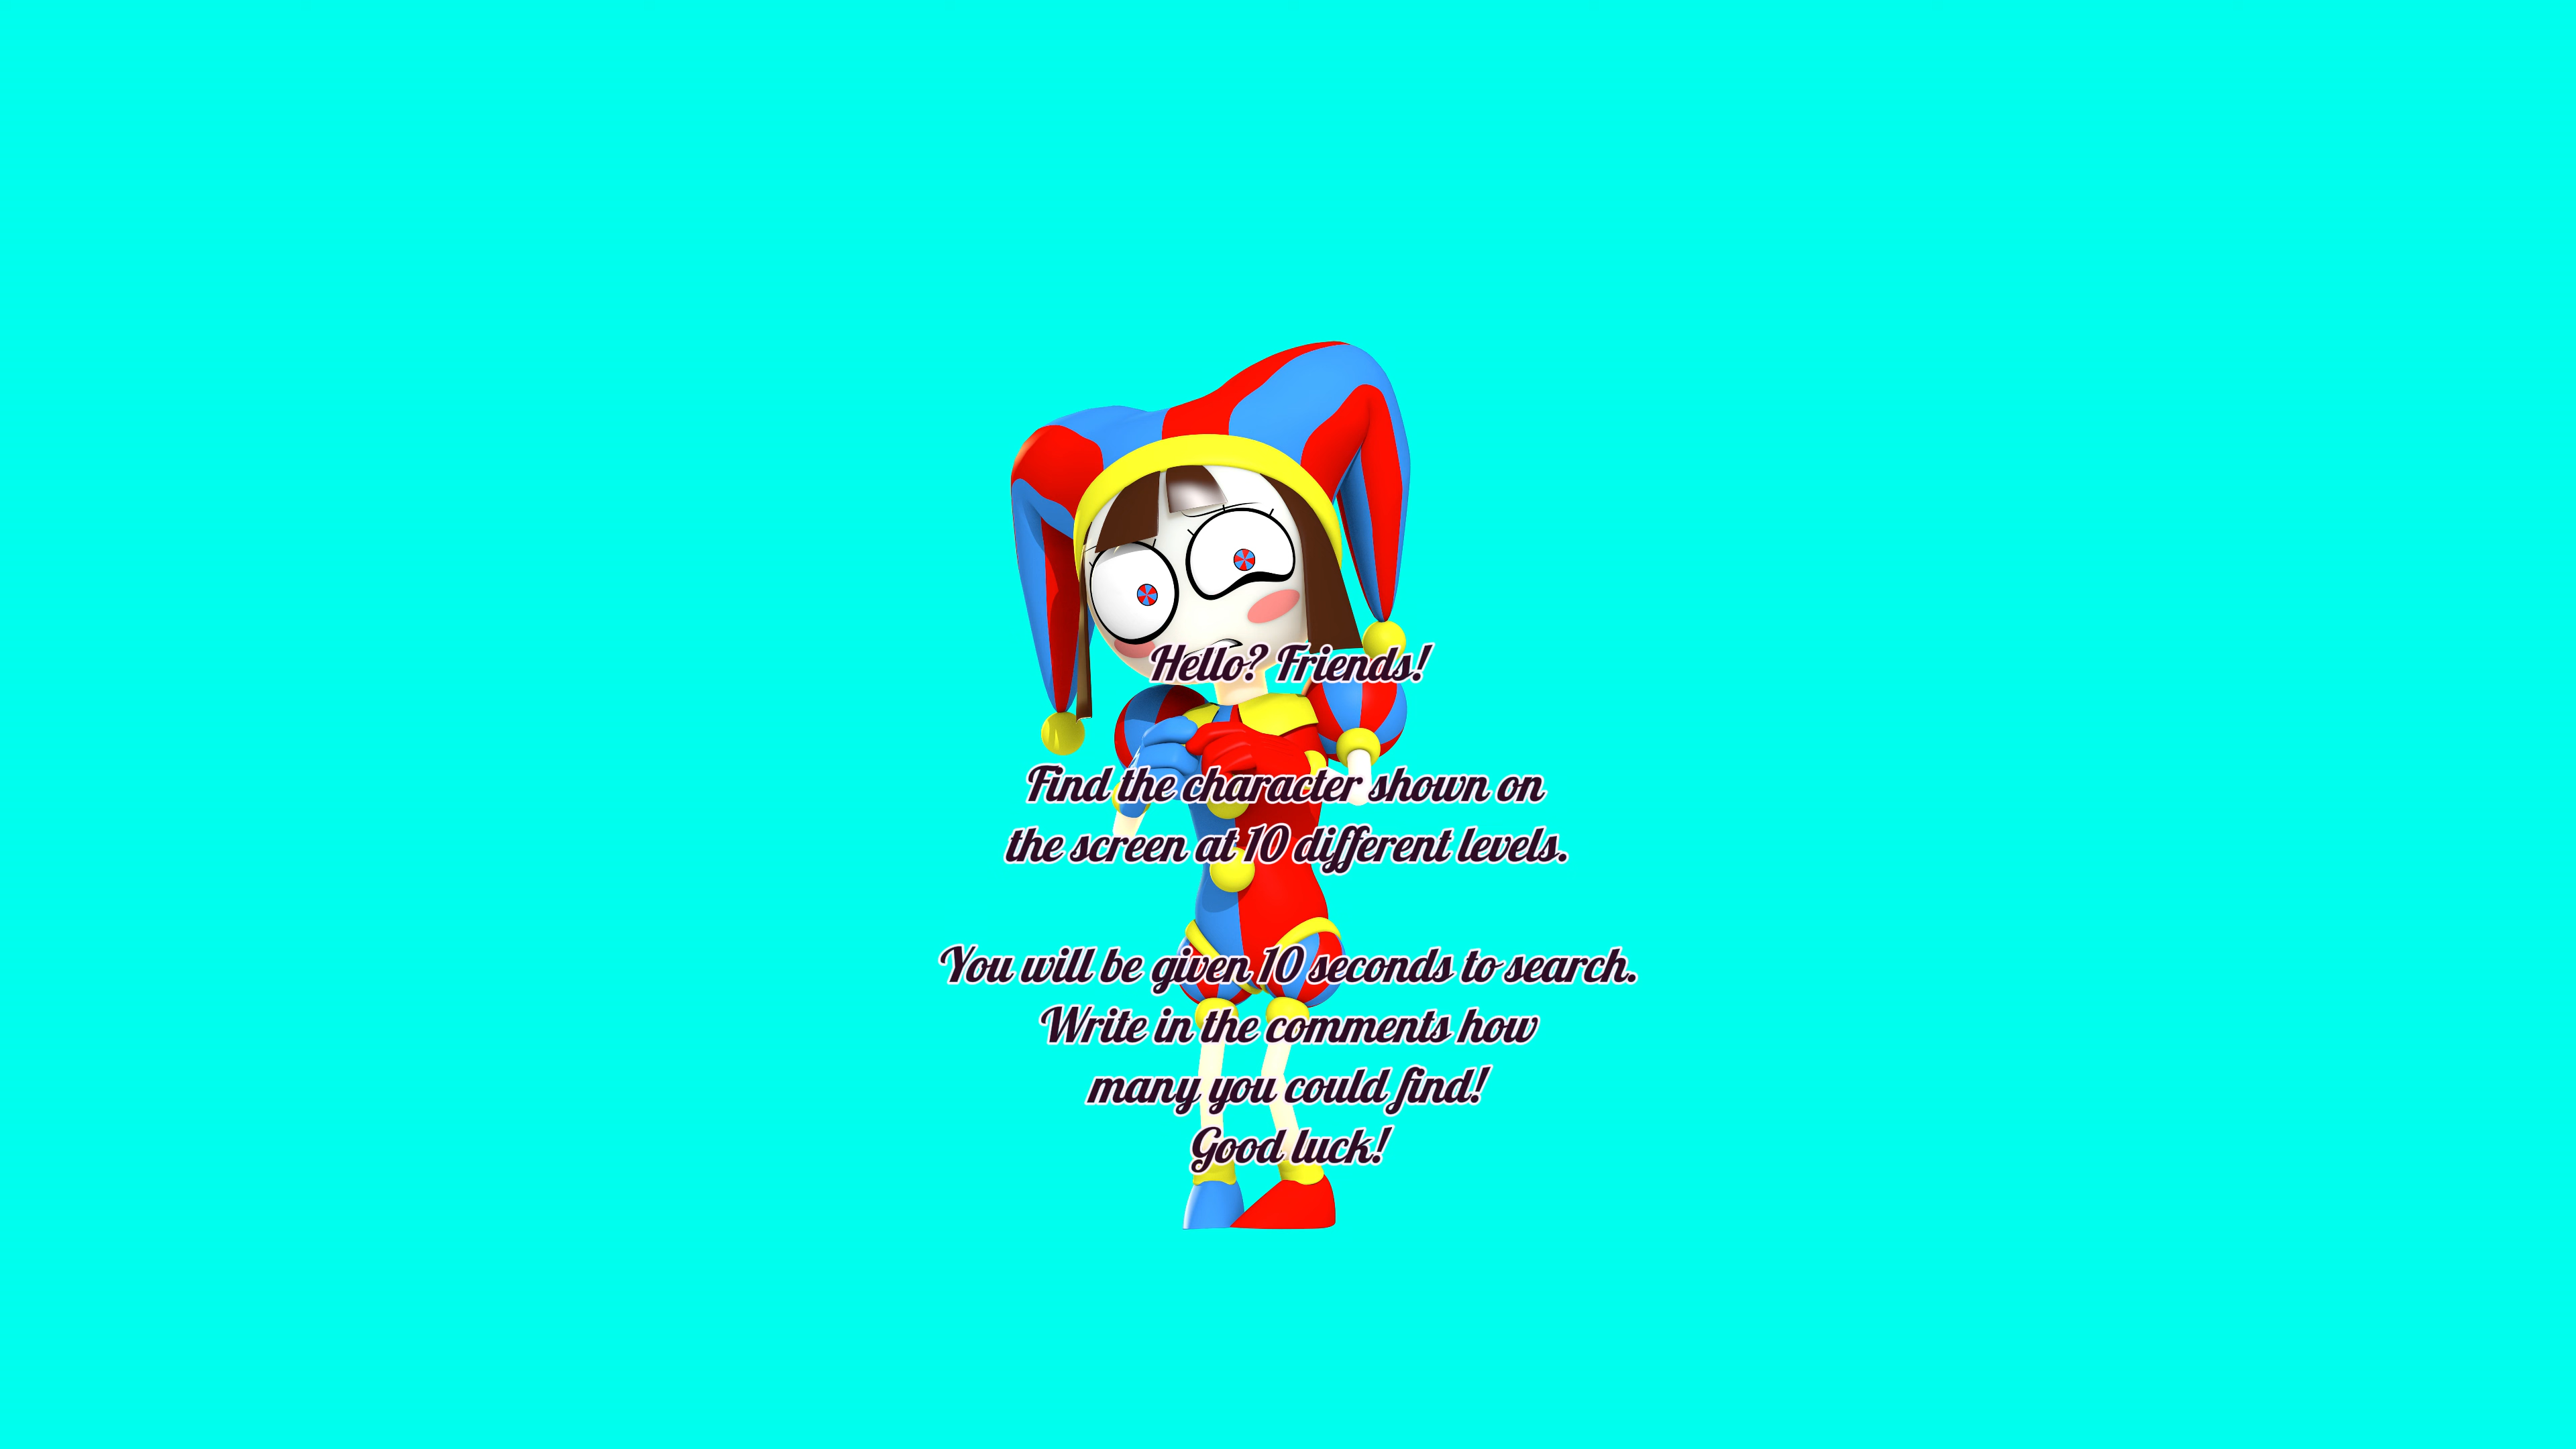 Hello? Friends!
Find the character shown on
the screen at 10 different levels.
You will be given 10 seconds to search.
Write in the comments how
many you could find!
Good luck!